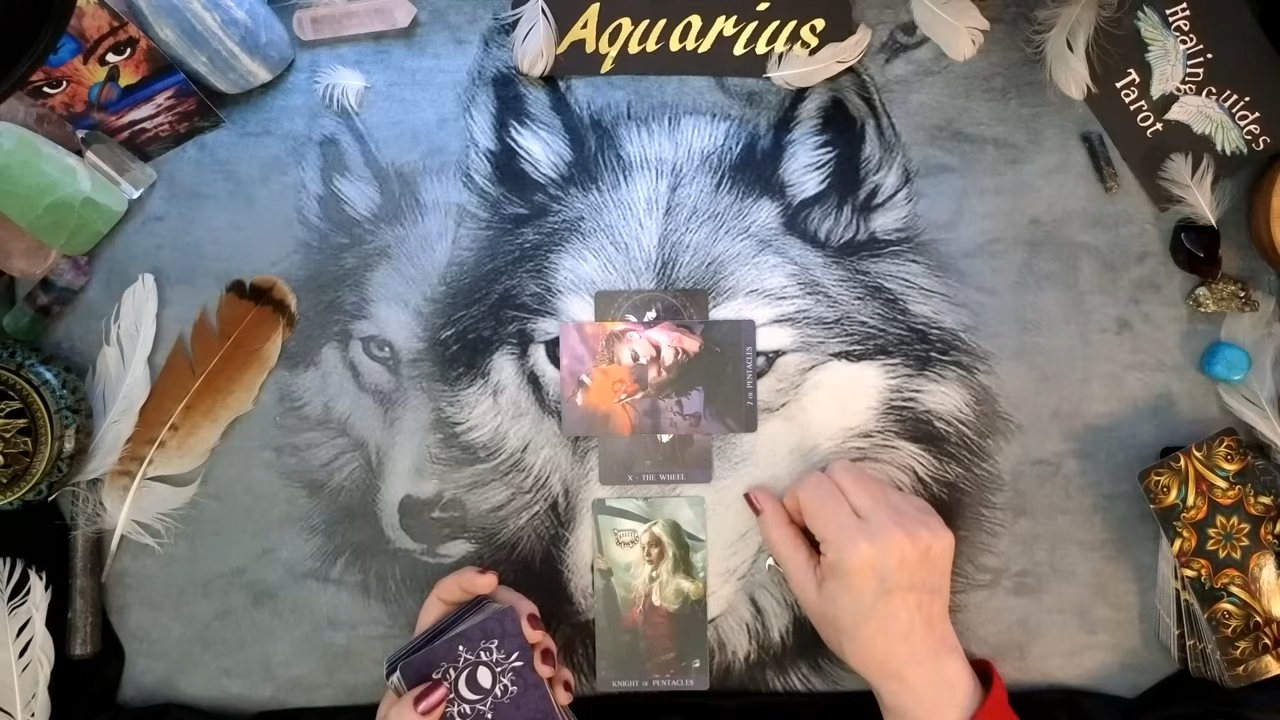 Aquarius
Healing Guides
Tarot
7 OF PENTACLES
X - THE WHEEL
KNIGHT OF PENTACLES